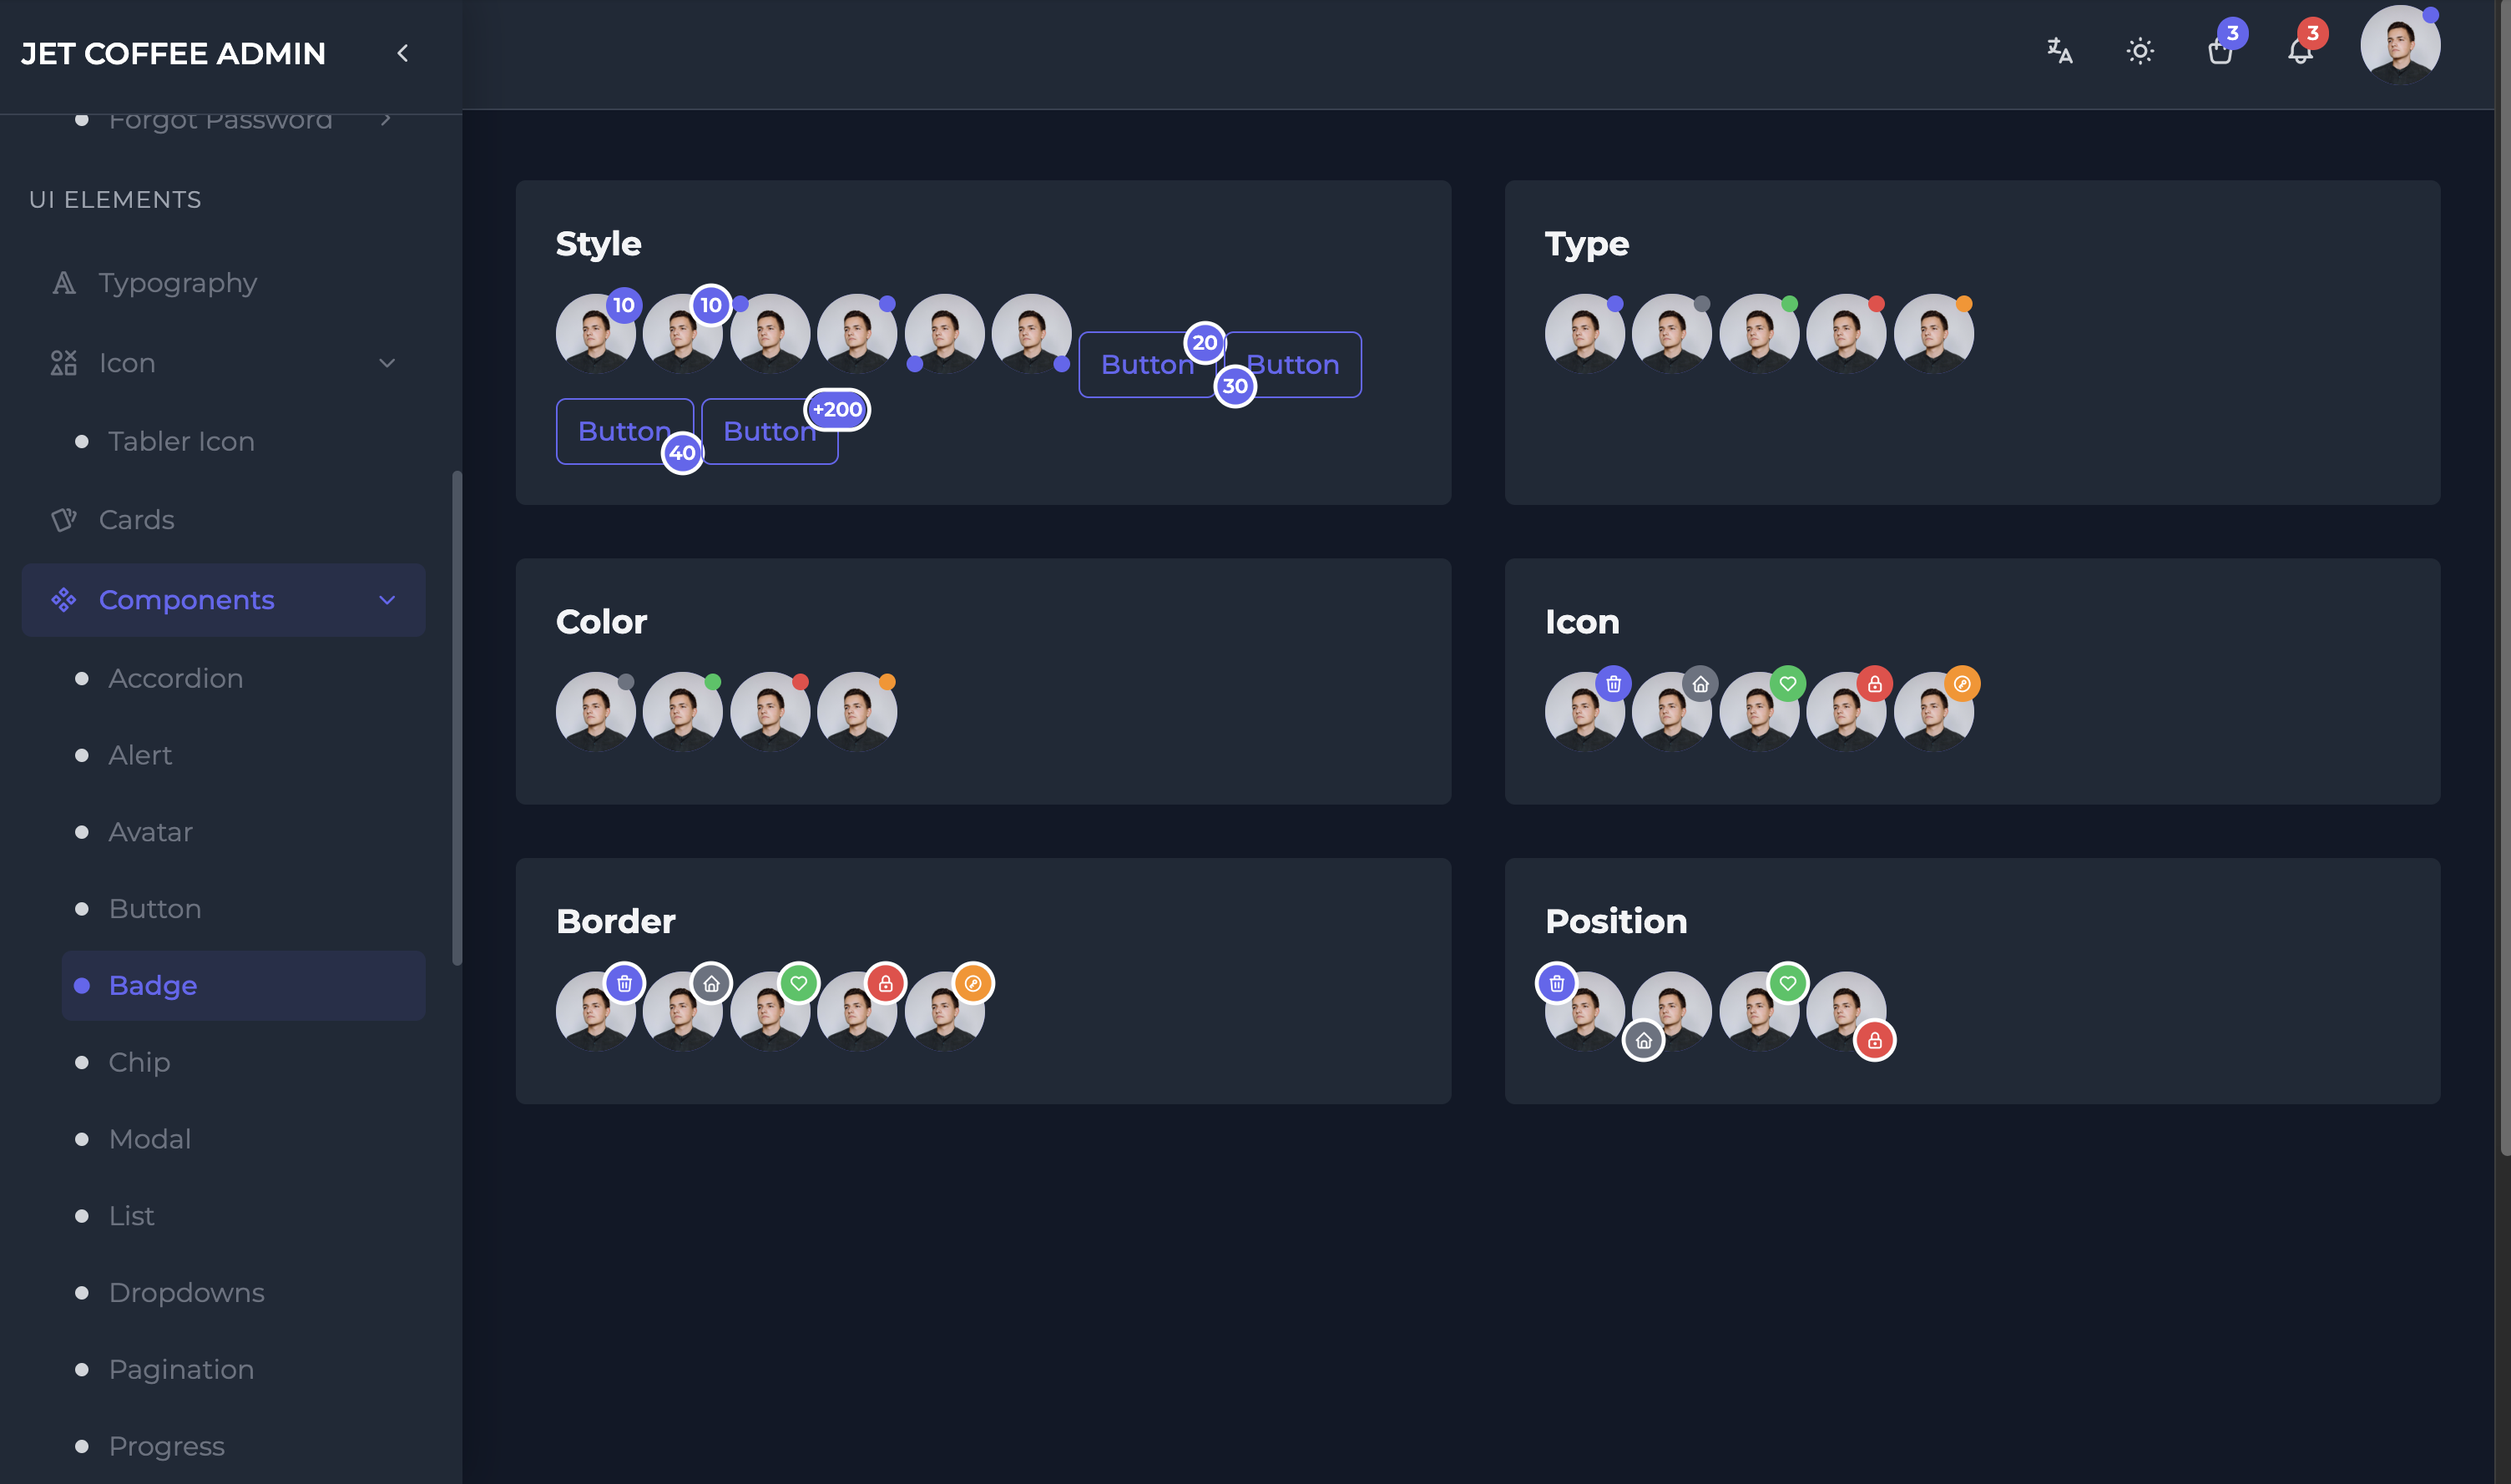 JET COFFEE ADMIN
3
3
Forgot Password
UI ELEMENTS
Typography
Icon
Tabler Icon
Cards
Components
Accordion
Alert
Avatar
Button
Badge
Chip
Modal
List
Dropdowns
Pagination
Progress
Style
10
10
Button
20
30
Button
Button
40
Button
+200
Type
Color
Icon
Border
Position